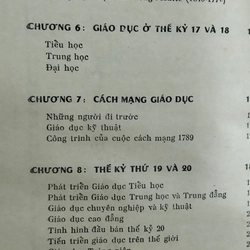 CHƯƠNG 6: GIÁO DỤC Ở THẾ KỶ 17 VÀ 18
Tiểu học
Trung học
Đại học
CHƯƠNG 7: CÁCH MẠNG GIÁO DỤC
Những người đi trước
Giáo dục kỹ thuật
Công trình của cuộc cách mạng 1789
CHƯƠNG 8: THẾ KỶ THỨ 19 VÀ 20
Phát triển Giáo dục Tiểu học
Phát triển Giáo dục Trung học và Trung đẳng
Giáo dục chuyên nghiệp và kỹ thuật
Giáo dục cao đẳng
Tình hình đầu bán thế kỷ 20
Tiến triển giáo dục trên thế giới